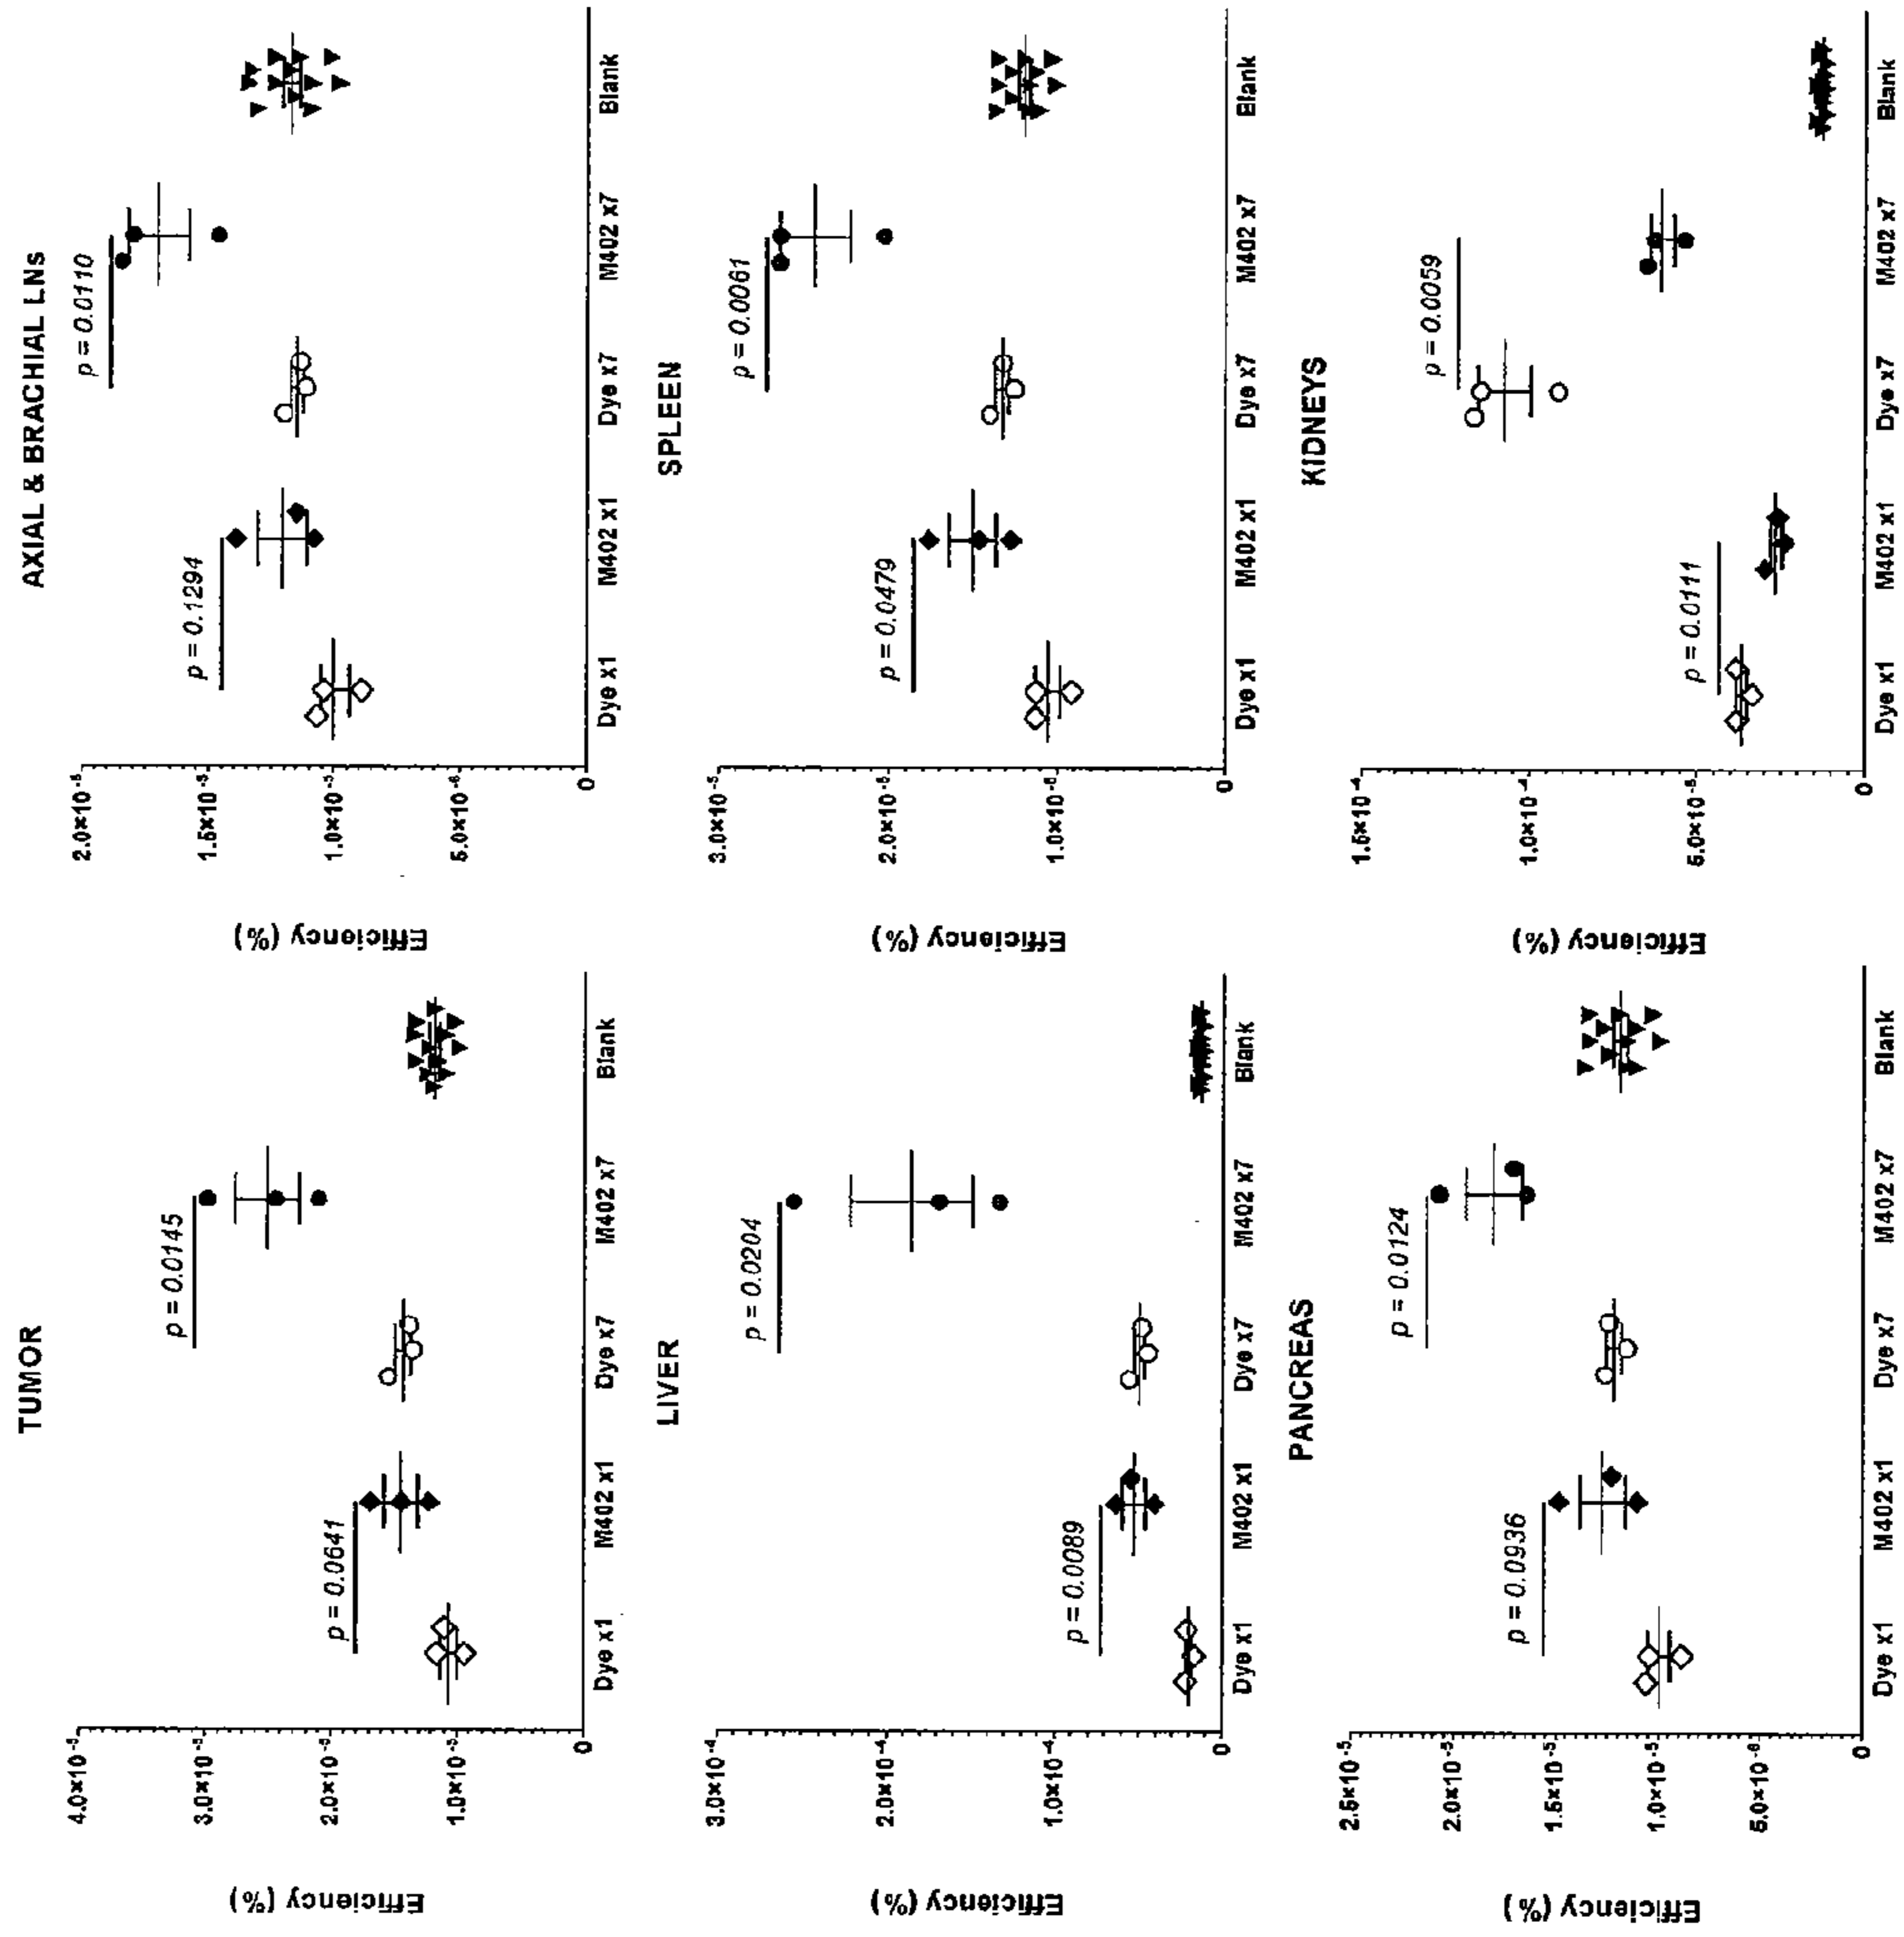 TUMOR
Efficiency (%)
4.0×10⁻⁵
3.0×10⁻⁵
2.0×10⁻⁵
1.0×10⁻⁵
0
p = 0.0641
p = 0.0145
Dye x1 M402 x1 Dye x7 M402 x7 Blank
AXIAL & BRACHIAL LNs
Efficiency (%)
2.0×10⁻⁵
1.5×10⁻⁵
1.0×10⁻⁵
5.0×10⁻⁶
0
p = 0.1294
p = 0.0110
Dye x1 M402 x1 Dye x7 M402 x7 Blank
LIVER
Efficiency (%)
3.0×10⁻⁴
2.0×10⁻⁴
1.0×10⁻⁴
0
p = 0.0089
p = 0.0204
Dye x1 M402 x1 Dye x7 M402 x7 Blank
SPLEEN
Efficiency (%)
3.0×10⁻⁵
2.0×10⁻⁵
1.0×10⁻⁵
0
p = 0.0479
p = 0.0061
Dye x1 M402 x1 Dye x7 M402 x7 Blank
PANCREAS
Efficiency (%)
2.5×10⁻⁵
2.0×10⁻⁵
1.5×10⁻⁵
1.0×10⁻⁵
5.0×10⁻⁶
0
p = 0.0936
p = 0.0124
Dye x1 M402 x1 Dye x7 M402 x7 Blank
KIDNEYS
Efficiency (%)
1.5×10⁻⁴
1.0×10⁻⁴
5.0×10⁻⁵
0
p = 0.0111
p = 0.0059
Dye x1 M402 x1 Dye x7 M402 x7 Blank